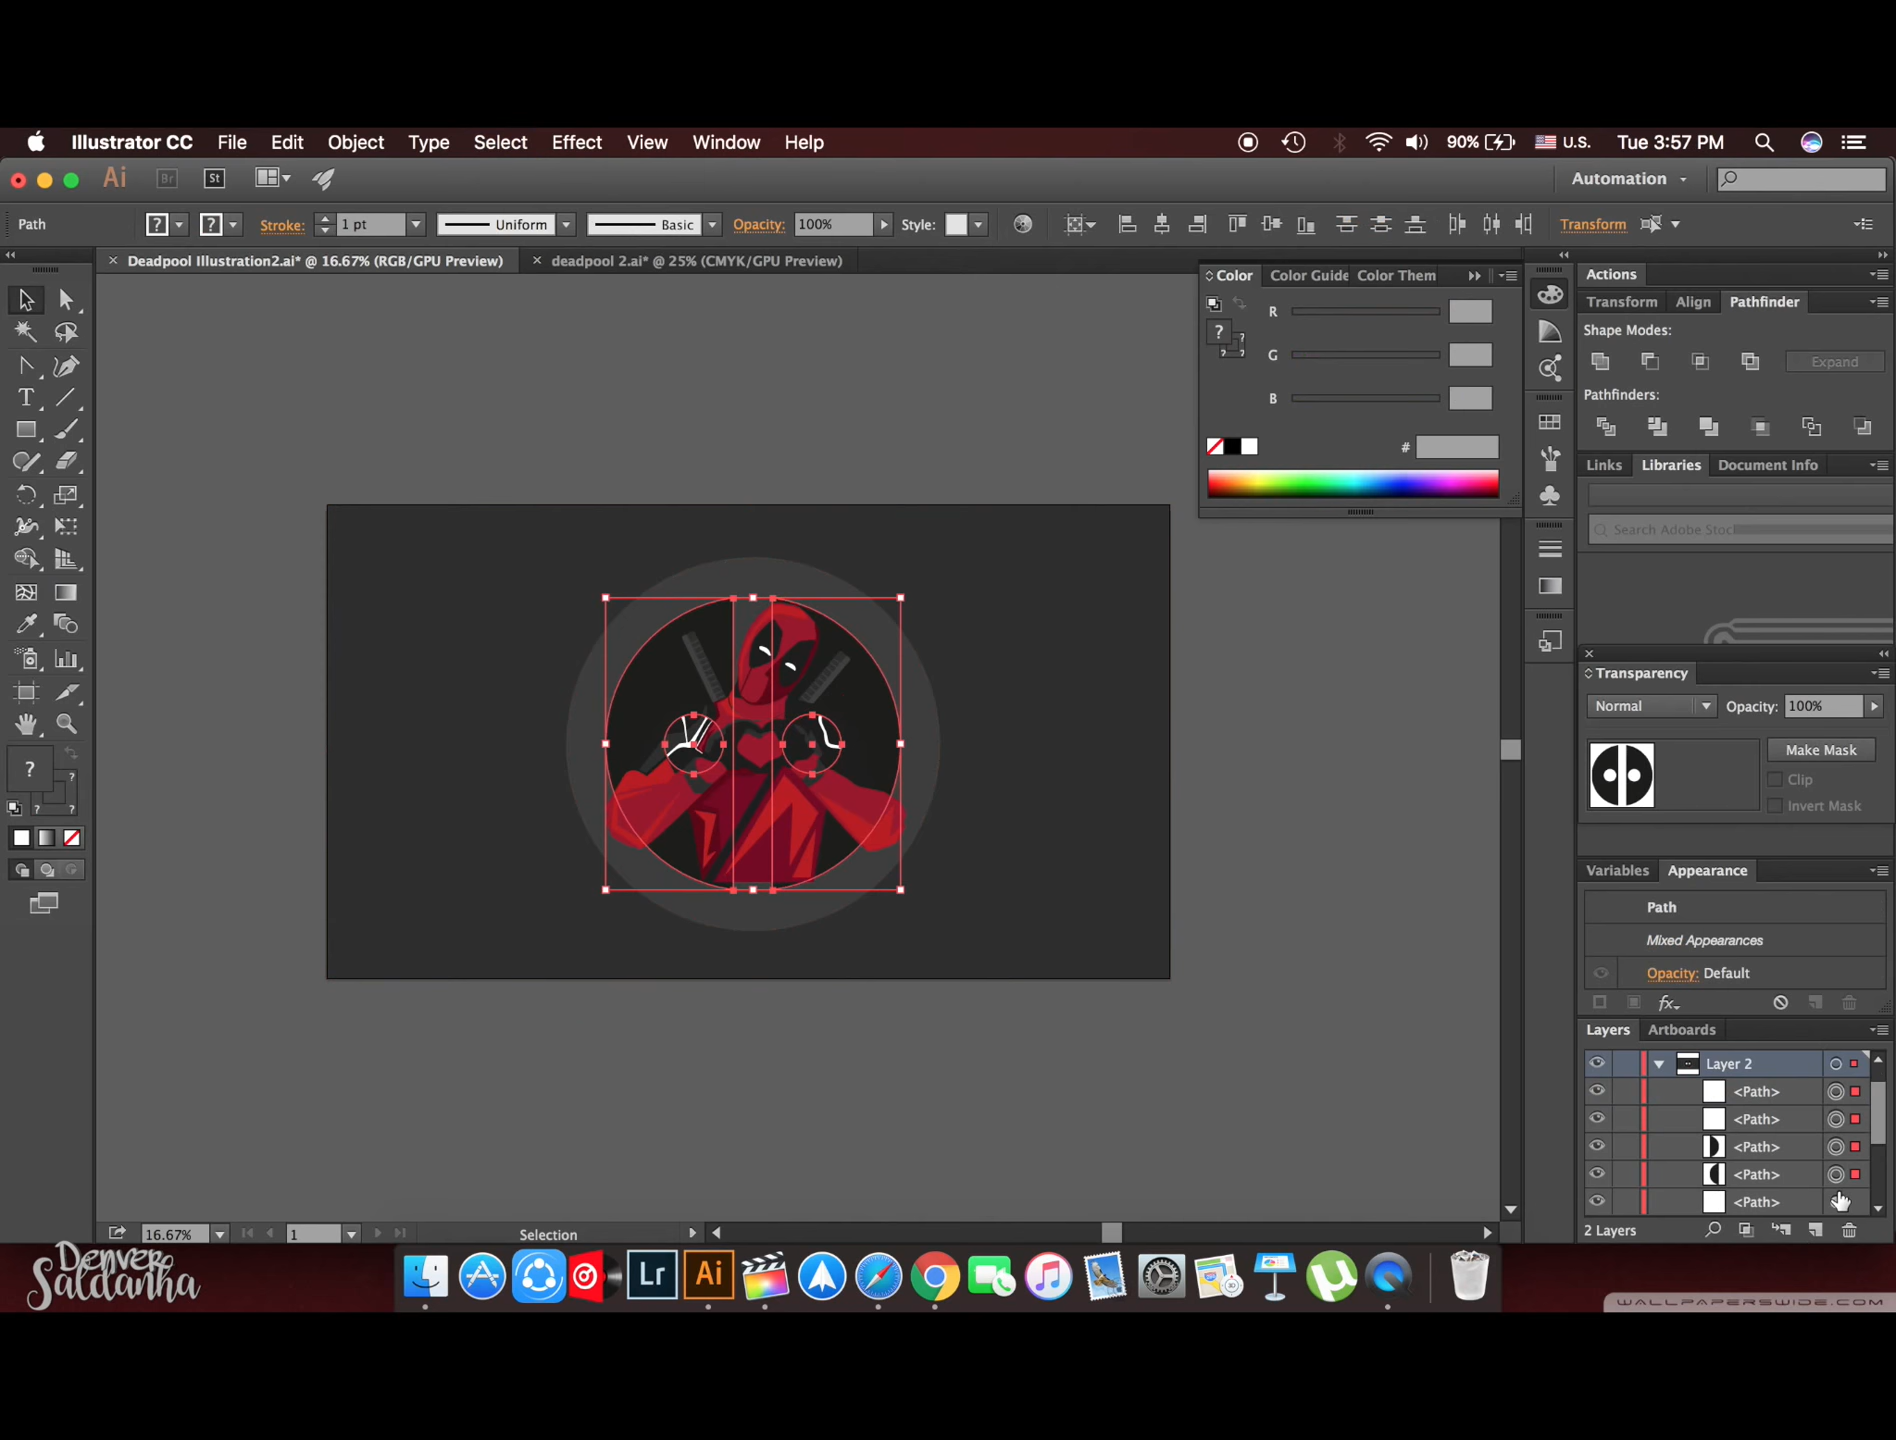 Illustrator CC File Edit Object Type Select Effect View Window Help 90% U.S. Tue 3:57 PM
Ai Br St Automation
Path ? ? Stroke: 1 pt Uniform Basic Opacity: 100% Style: Transform
Deadpool Illustration2.ai* @ 16.67% (RGB/GPU Preview) deadpool 2.ai* @ 25% (CMYK/GPU Preview)
Color Color Guide Color Them
R
?
G
B
#
Actions
Transform Align Pathfinder
Shape Modes:
Expand
Pathfinders:
Links Libraries Document Info
Search Adobe Stoc
Transparency
Normal Opacity: 100%
Make Mask
Clip
Invert Mask
Variables Appearance
Path
Mixed Appearances
Opacity: Default
fx
Layers Artboards
Layer 2
<Path>
<Path>
<Path>
<Path>
<Path>
2 Layers
T
?
?
? ?
16.67% 1 Selection
Denver Saldanha
Lr Ai
WALLPAPERSWIDE.COM